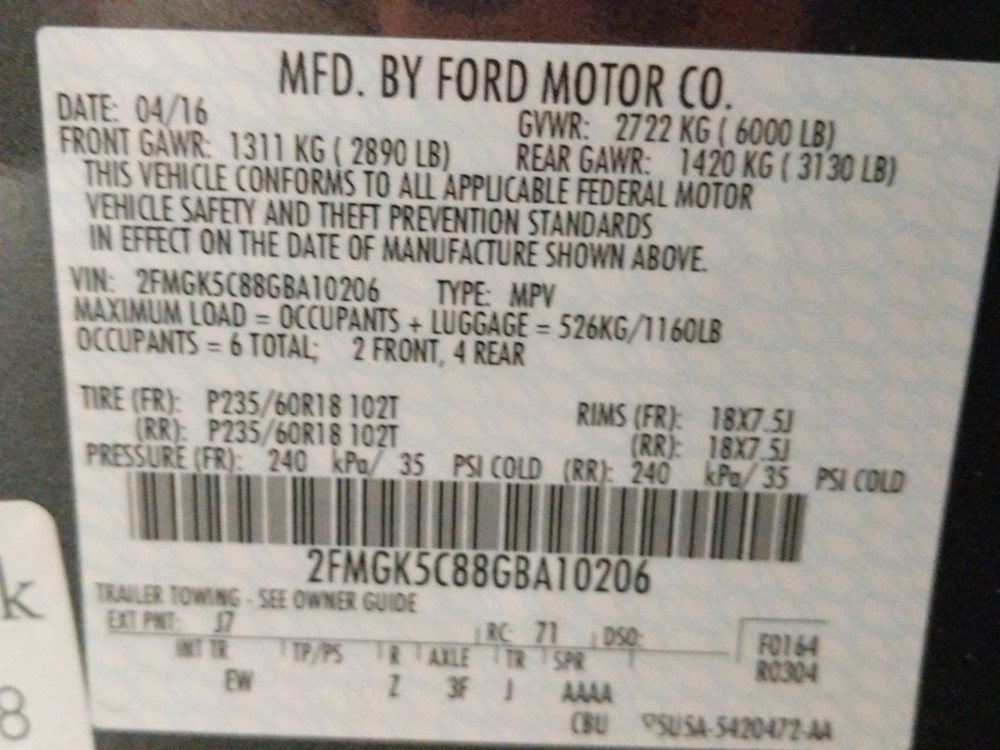 MFD. BY FORD MOTOR CO.
DATE: 04/16 GVWR: 2722 KG ( 6000 LB)
FRONT GAWR: 1311 KG ( 2890 LB) REAR GAWR: 1420 KG ( 3130 LB)
THIS VEHICLE CONFORMS TO ALL APPLICABLE FEDERAL MOTOR
VEHICLE SAFETY AND THEFT PREVENTION STANDARDS
IN EFFECT ON THE DATE OF MANUFACTURE SHOWN ABOVE.
VIN: 2FMGK5C88GBA10206 TYPE: MPV
MAXIMUM LOAD = OCCUPANTS + LUGGAGE = 526KG/1160LB
OCCUPANTS = 6 TOTAL; 2 FRONT, 4 REAR
TIRE (FR): P235/60R18 102T RIMS (FR): 18X7.5J
(RR): P235/60R18 102T (RR): 18X7.5J
PRESSURE (FR): 240 kPa/ 35 PSI COLD (RR): 240 kPa/ 35 PSI COLD
2FMGK5C88GBA10206
TRAILER TOWING - SEE OWNER GUIDE
EXT PNT: J7 RC: 71 DSO: F0164
INT TR TP/PS R AXLE TR SPR R0304
EW Z 3F J AAAA
CBU 5U5A-5420472-AA
k
8